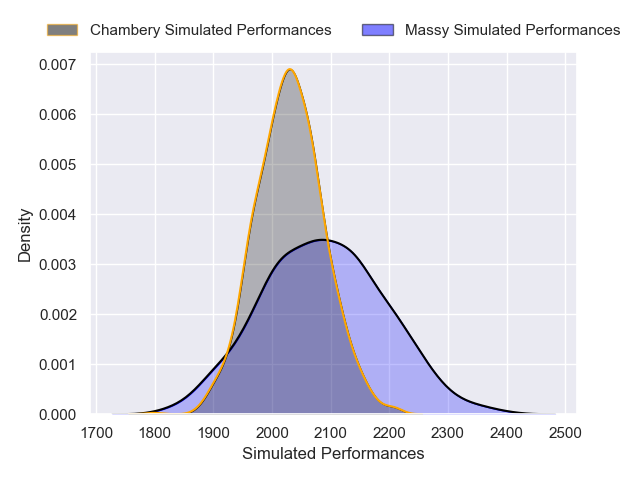 Chambery Simulated Performances
Massy Simulated Performances
0.007
0.006
0.005
0.004
0.003
0.002
0.001
0.000
Density
1700 1800 1900 2000 2100 2200 2300 2400 2500
Simulated Performances